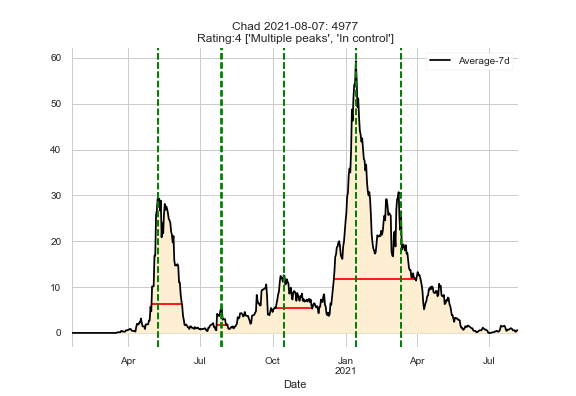 Chad 2021-08-07: 4977
Rating:4 ['Multiple peaks', 'In control']
Average-7d
60
50
40
30
20
10
0
Apr Jul Oct Jan Apr Jul
2021
Date